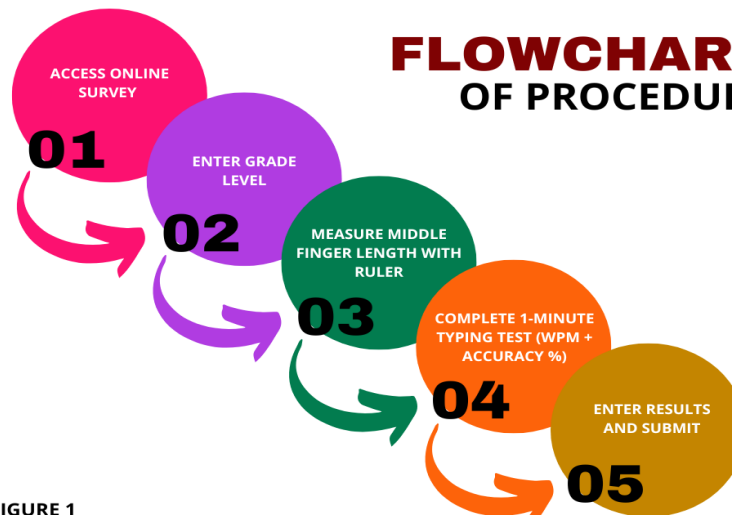 FLOWCHAR
OF PROCEDU
ACCESS ONLINE
SURVEY
01
ENTER GRADE
LEVEL
02
MEASURE MIDDLE
FINGER LENGTH WITH
RULER
03
COMPLETE 1-MINUTE
TYPING TEST (WPM +
ACCURACY %)
04
ENTER RESULTS
AND SUBMIT
05
IGURE 1